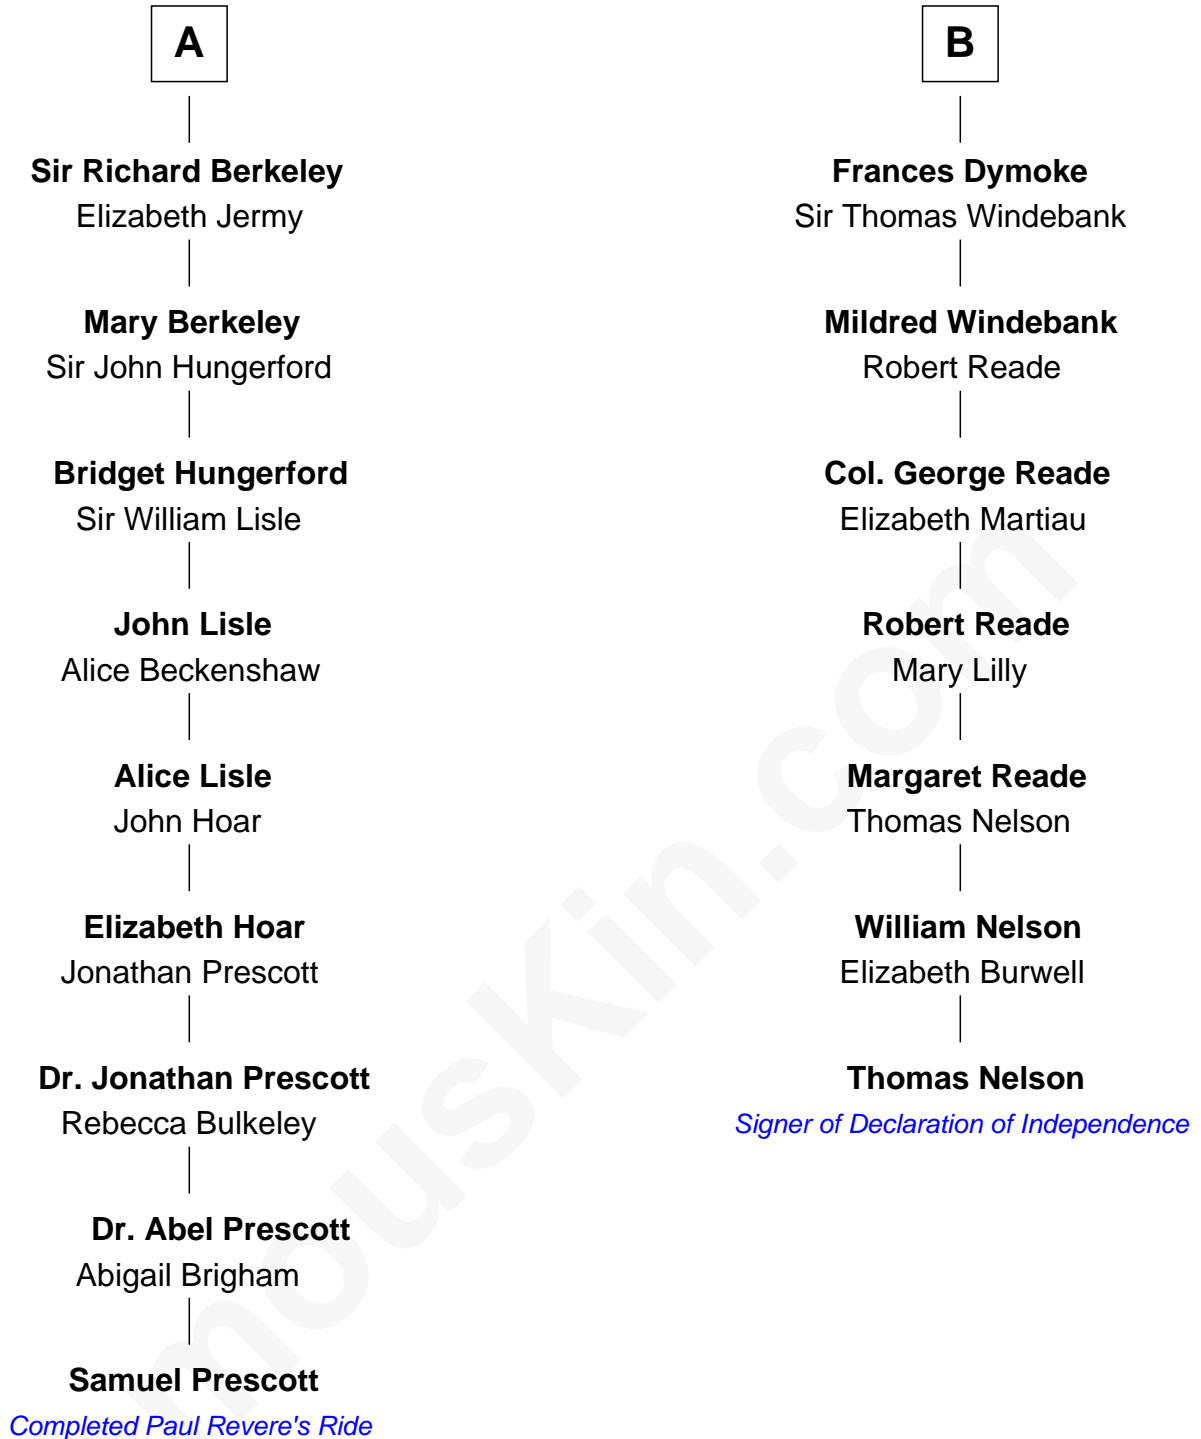 A
Sir Richard Berkeley
Elizabeth Jermy
Mary Berkeley
Sir John Hungerford
Bridget Hungerford
Sir William Lisle
John Lisle
Alice Beckenshaw
Alice Lisle
John Hoar
Elizabeth Hoar
Jonathan Prescott
Dr. Jonathan Prescott
Rebecca Bulkeley
Dr. Abel Prescott
Abigail Brigham
Samuel Prescott
Completed Paul Revere's Ride
B
Frances Dymoke
Sir Thomas Windebank
Mildred Windebank
Robert Reade
Col. George Reade
Elizabeth Martiau
Robert Reade
Mary Lilly
Margaret Reade
Thomas Nelson
William Nelson
Elizabeth Burwell
Thomas Nelson
Signer of Declaration of Independence
mousKin.com